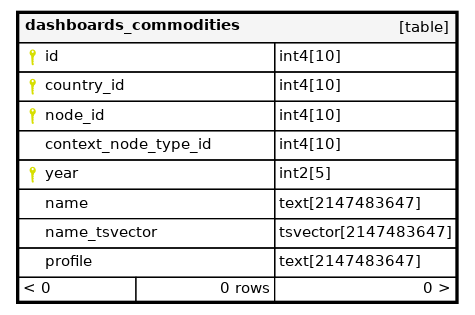 dashboards_commodities [table]
id int4[10]
country_id int4[10]
node_id int4[10]
context_node_type_id int4[10]
year int2[5]
name text[2147483647]
name_tsvector tsvector[2147483647]
profile text[2147483647]
< 0 0 rows 0 >